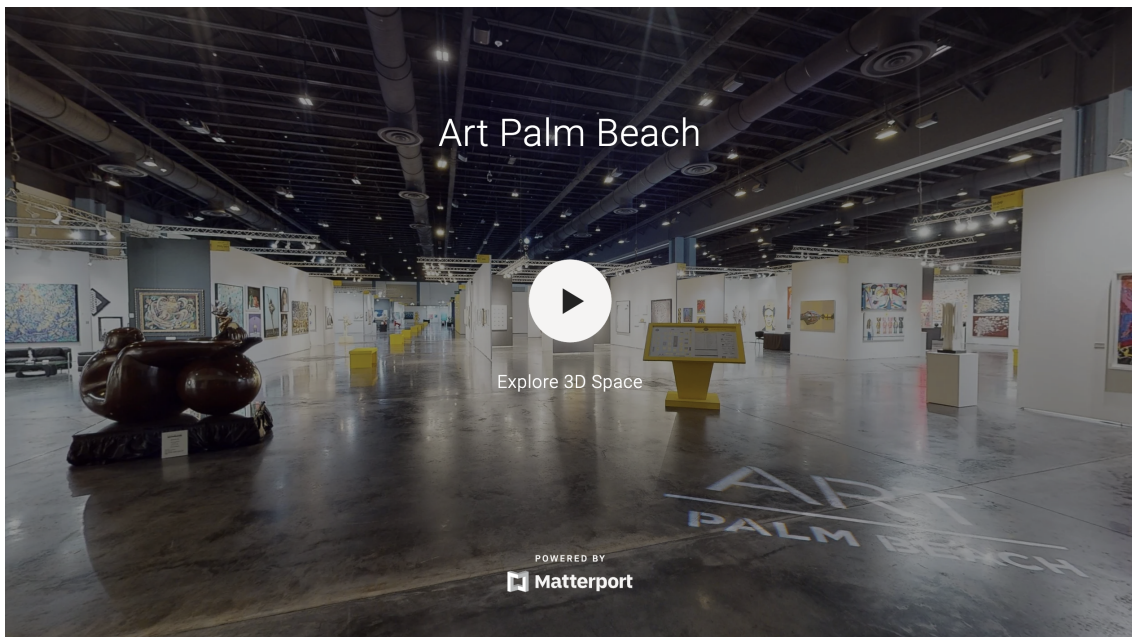 Art Palm Beach
Explore 3D Space
ART
PALM BEACH
POWERED BY
Matterport